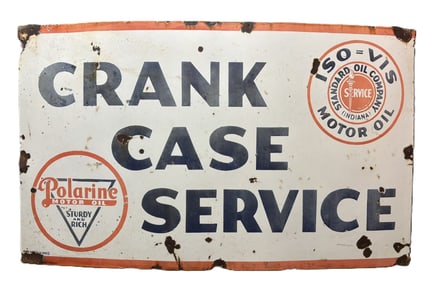 CRANK
CASE
SERVICE
ISO=VIS
STANDARD OIL COMPANY
SERVICE
(INDIANA)
MOTOR OIL
Polarine
MOTOR OIL
STURDY
AND
RICH